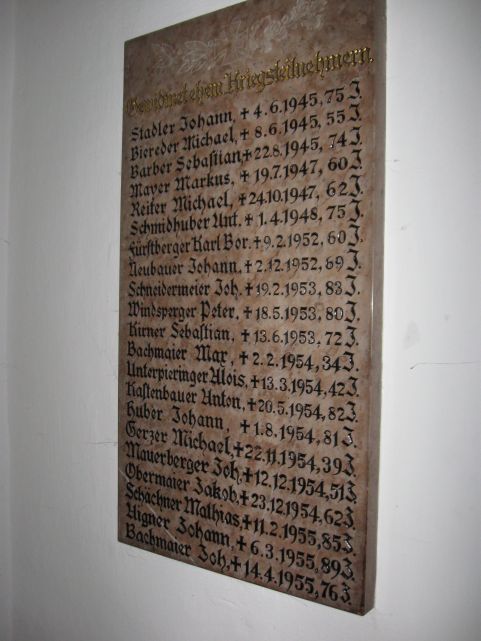 Gewidmet ehem. Kriegsteilnehmern.
Stadler Johann, + 4.6.1945, 75 J.
Biereder Michael, + 8.6.1945, 55 J.
Barber Sebastian, + 22.8.1945, 74 J.
Mayer Markus, + 19.7.1947, 60 J.
Reiter Michael, + 24.10.1947, 62 J.
Schmidhuber Ant. + 1.4.1948, 75 J.
Fürstberger Karl Bor. + 9.2.1952, 60 J.
Neubauer Johann, + 2.12.1952, 69 J.
Schneidermeier Joh. + 19.2.1953, 83 J.
Windsperger Peter, + 18.5.1953, 80 J.
Kirner Sebastian, + 13.6.1953, 72 J.
Bachmaier Max, + 2.2.1954, 34 J.
Unterpieringer Alois, + 13.3.1954, 42 J.
Kastenbauer Anton, + 20.5.1954, 82 J.
Huber Johann, + 1.8.1954, 81 J.
Gerzer Michael, + 22.11.1954, 39 J.
Mauerberger Joh, + 12.12.1954, 51 J.
Obermaier Jakob, + 23.12.1954, 62 J.
Schachner Mathias, + 11.2.1955, 85 J.
Aigner Johann, + 6.3.1955, 89 J.
Bachmaier Joh, + 14.4.1955, 76 J.